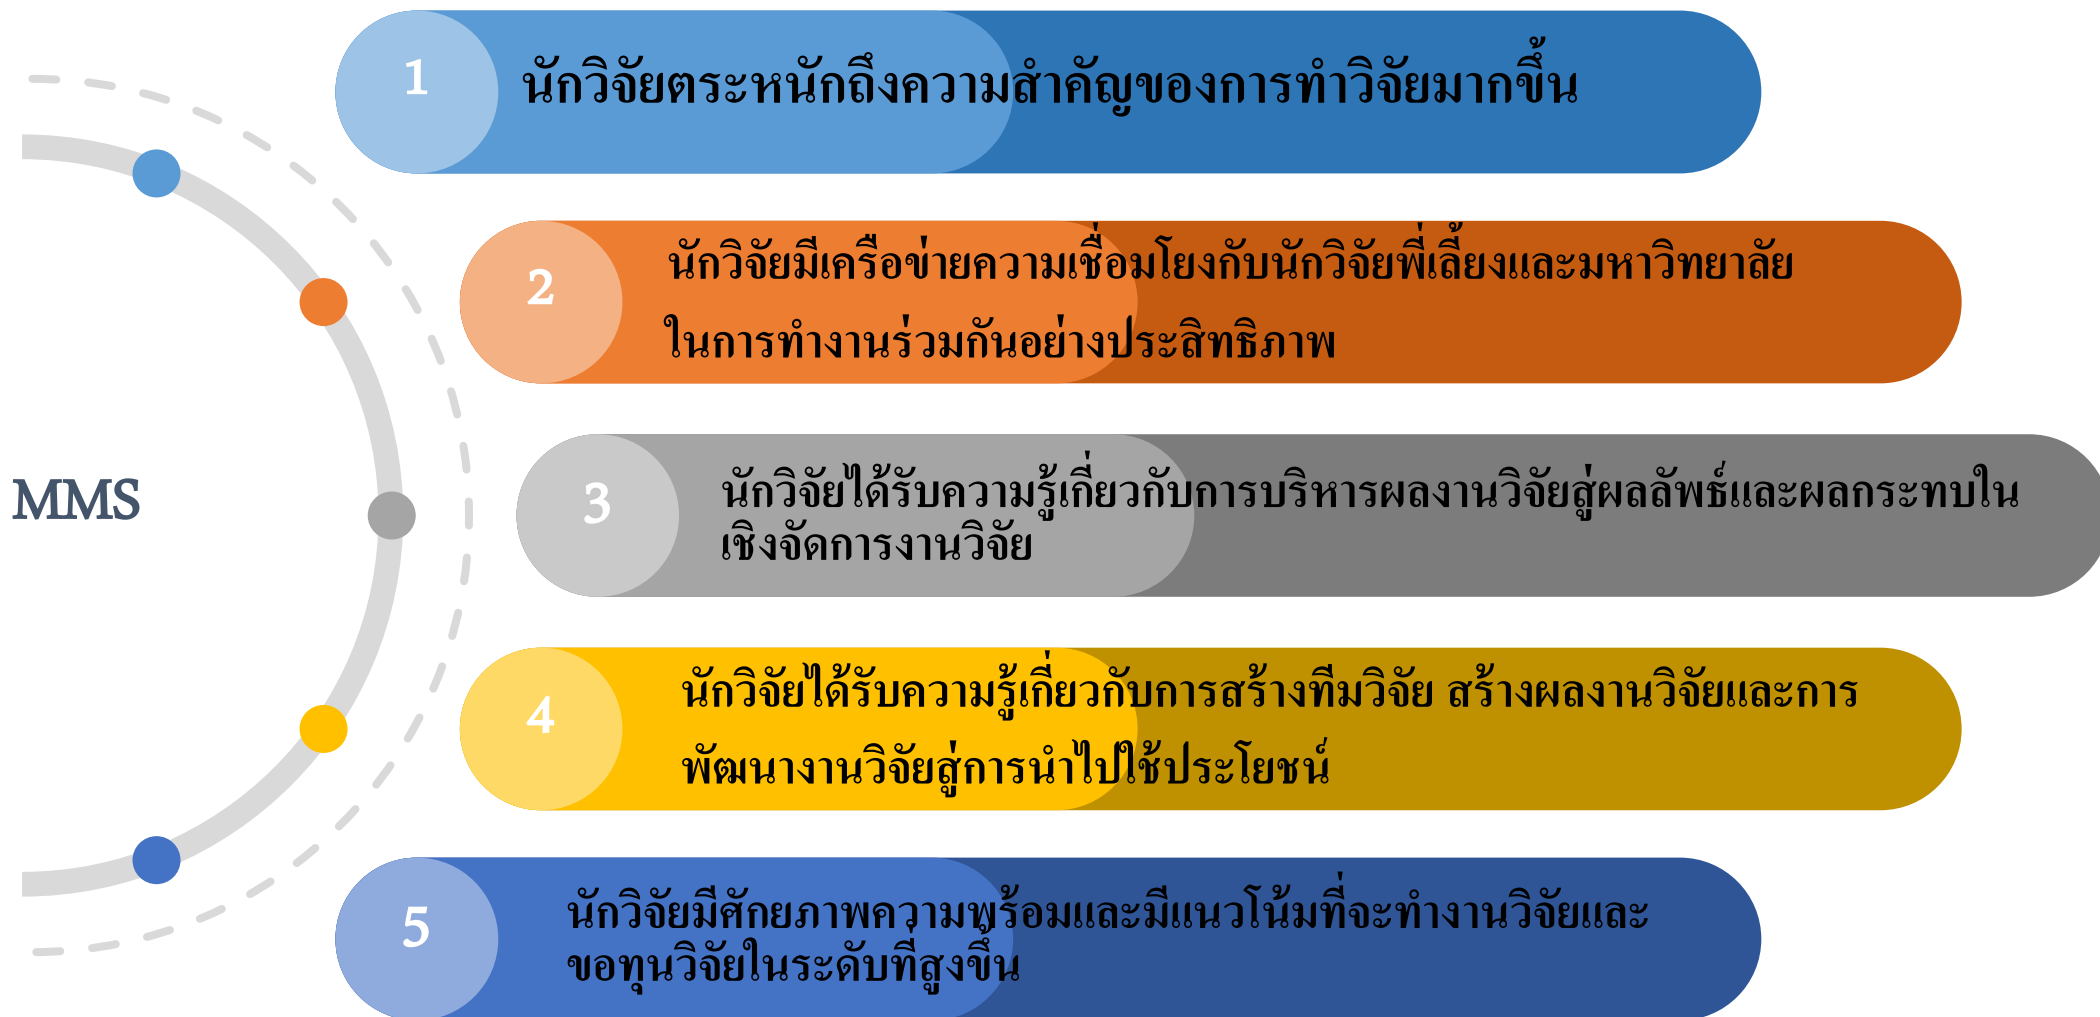 1
นักวิจัยตระหนักถึงความสำคัญของการทำวิจัยมากขึ้น
2
นักวิจัยมีเครือข่ายความเชื่อมโยงกับนักวิจัยพี่เลี้ยงและมหาวิทยาลัย
ในการทำงานร่วมกันอย่างประสิทธิภาพ
MMS
3
นักวิจัยได้รับความรู้เกี่ยวกับการบริหารผลงานวิจัยสู่ผลลัพธ์และผลกระทบใน
เชิงจัดการงานวิจัย
4
นักวิจัยได้รับความรู้เกี่ยวกับการสร้างทีมวิจัย สร้างผลงานวิจัยและการ
พัฒนางานวิจัยสู่การนำไปใช้ประโยชน์
5
นักวิจัยมีศักยภาพความพร้อมและมีแนวโน้มที่จะทำงานวิจัยและ
ขอทุนวิจัยในระดับที่สูงขึ้น